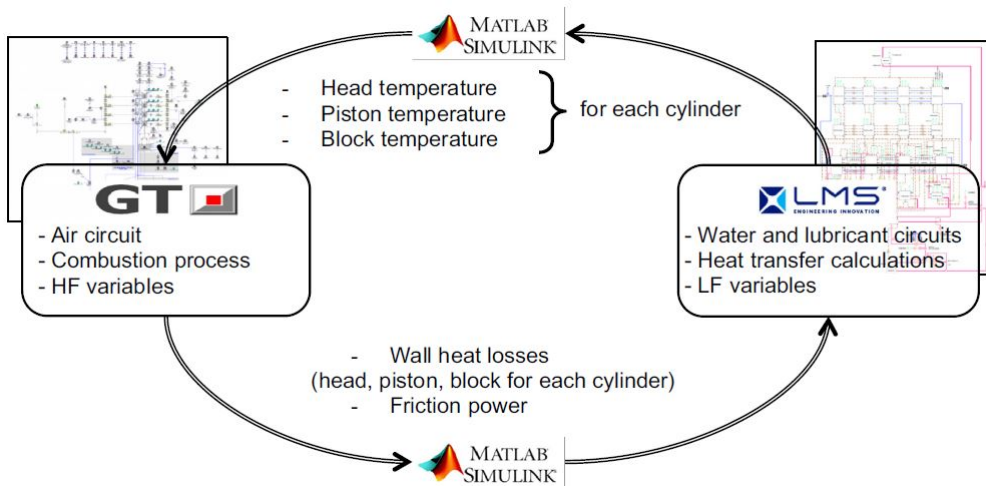 MATLAB
SIMULINK
- Head temperature
- Piston temperature
- Block temperature
for each cylinder
GT
- Air circuit
- Combustion process
- HF variables
LMS
ENGINEERING INNOVATION
- Water and lubricant circuits
- Heat transfer calculations
- LF variables
- Wall heat losses
(head, piston, block for each cylinder)
- Friction power
MATLAB
SIMULINK